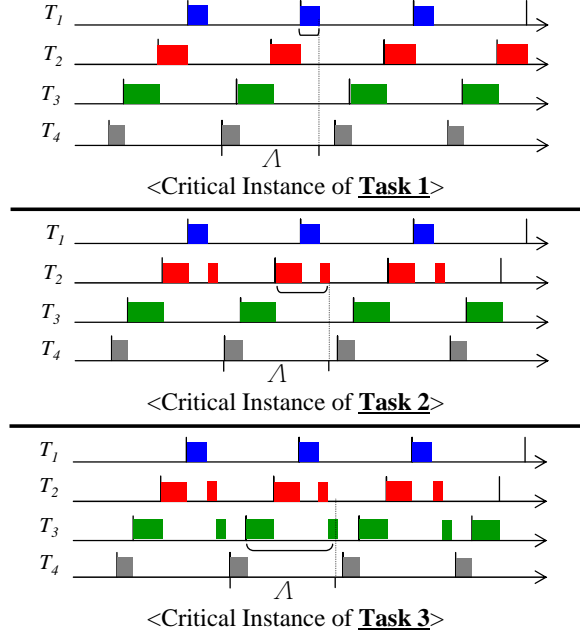 T1
T2
T3
T4
Λ
<Critical Instance of Task 1>
T1
T2
T3
T4
Λ
<Critical Instance of Task 2>
T1
T2
T3
T4
Λ
<Critical Instance of Task 3>